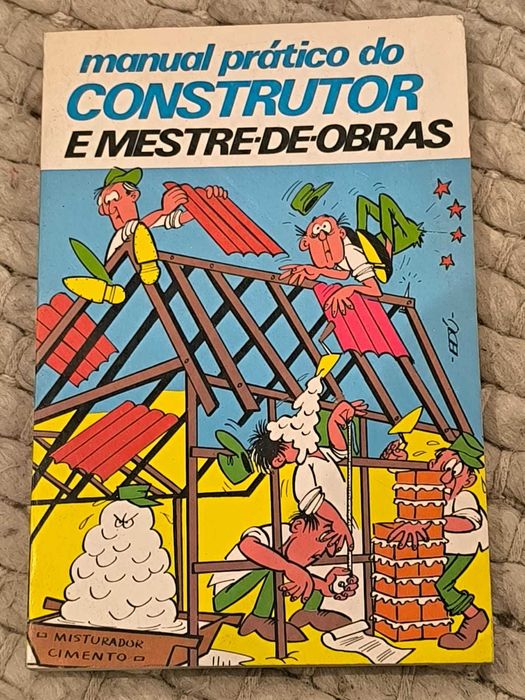 manual prático do
CONSTRUTOR
E MESTRE-DE-OBRAS
MISTURADOR
CIMENTO